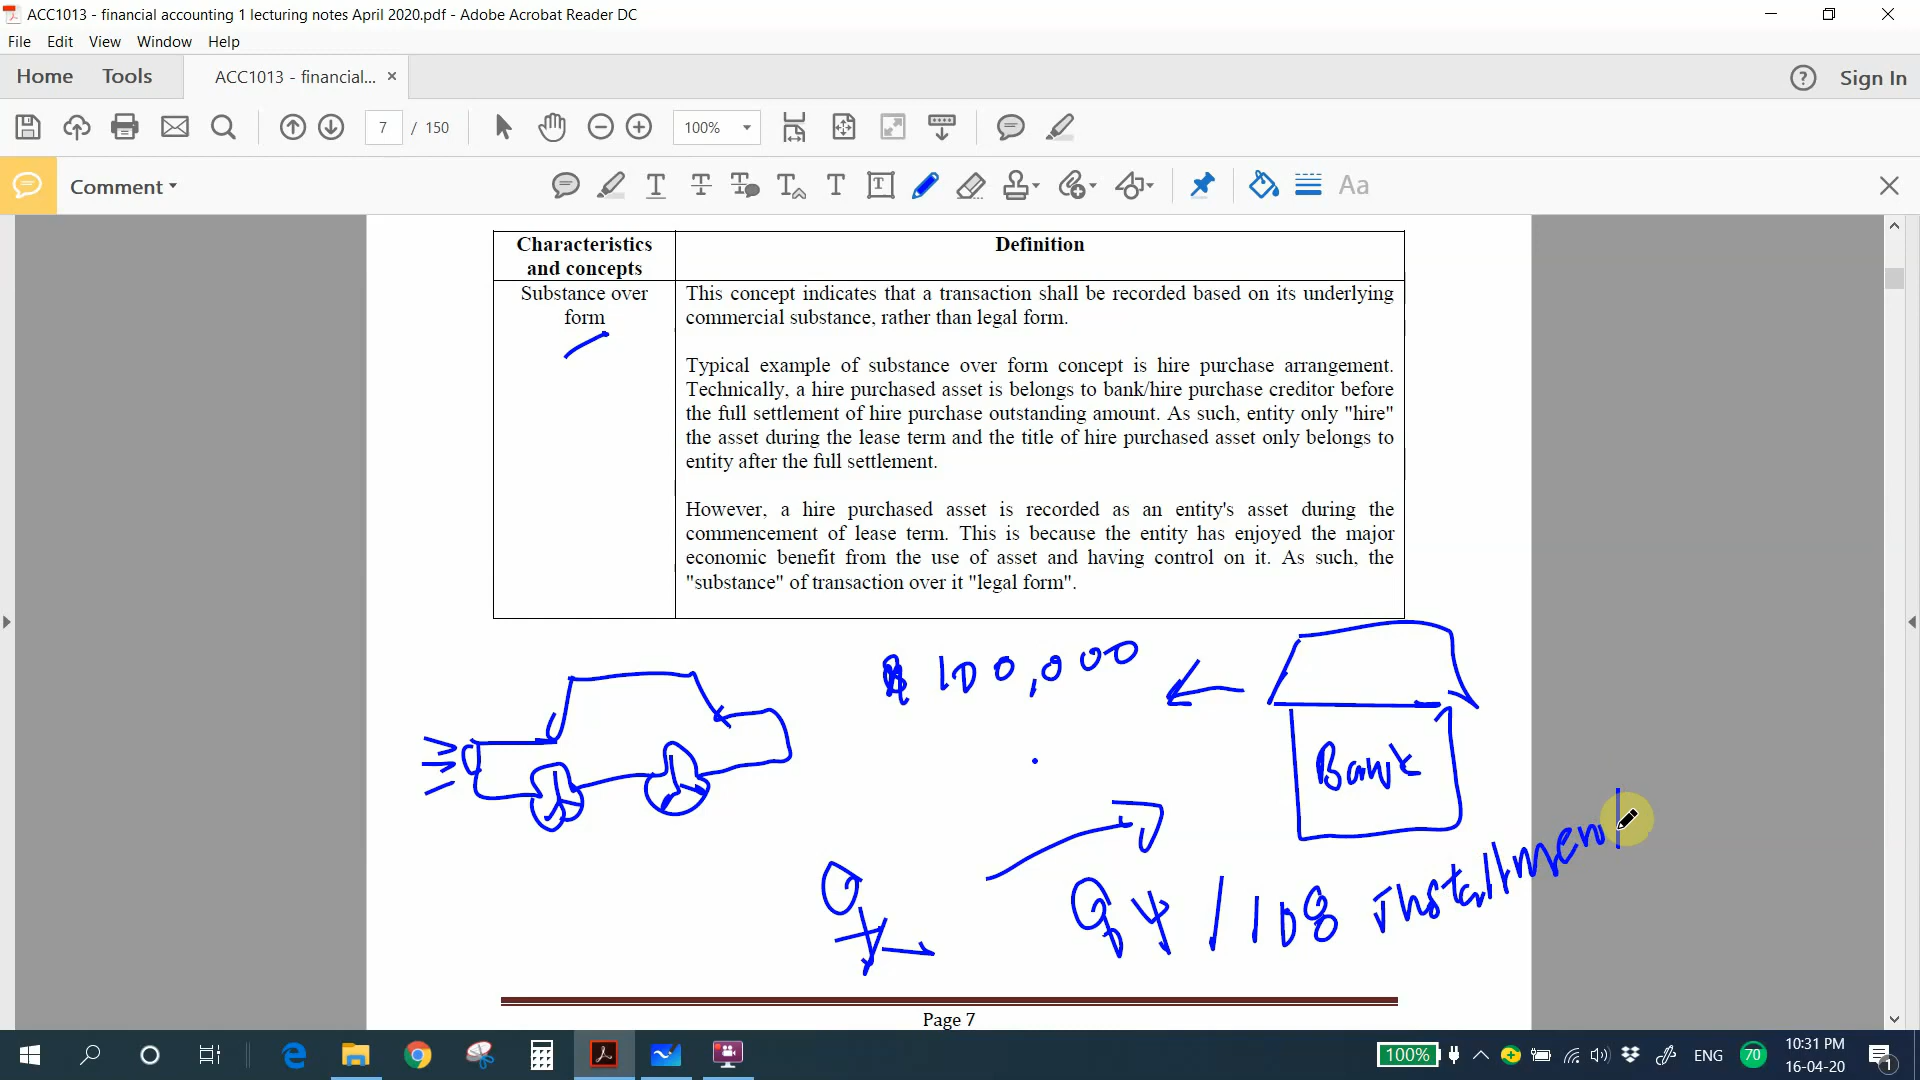 ACC1013 - financial accounting 1 lecturing notes April 2020.pdf - Adobe Acrobat Reader DC
File Edit View Window Help
Home Tools ACC1013 - financial... × ? Sign In
7 / 150 100%
Comment T T T T T Aa
Characteristics and concepts
Definition
Substance over form
This concept indicates that a transaction shall be recorded based on its underlying
commercial substance, rather than legal form.
Typical example of substance over form concept is hire purchase arrangement.
Technically, a hire purchased asset is belongs to bank/hire purchase creditor before
the full settlement of hire purchase outstanding amount. As such, entity only "hire"
the asset during the lease term and the title of hire purchased asset only belongs to
entity after the full settlement.
However, a hire purchased asset is recorded as an entity's asset during the
commencement of lease term. This is because the entity has enjoyed the major
economic benefit from the use of asset and having control on it. As such, the
"substance" of transaction over it "legal form".
$ 100,000
Bank
9y / 108 installmen
Page 7
100% ENG 70 10:31 PM
16-04-20 1